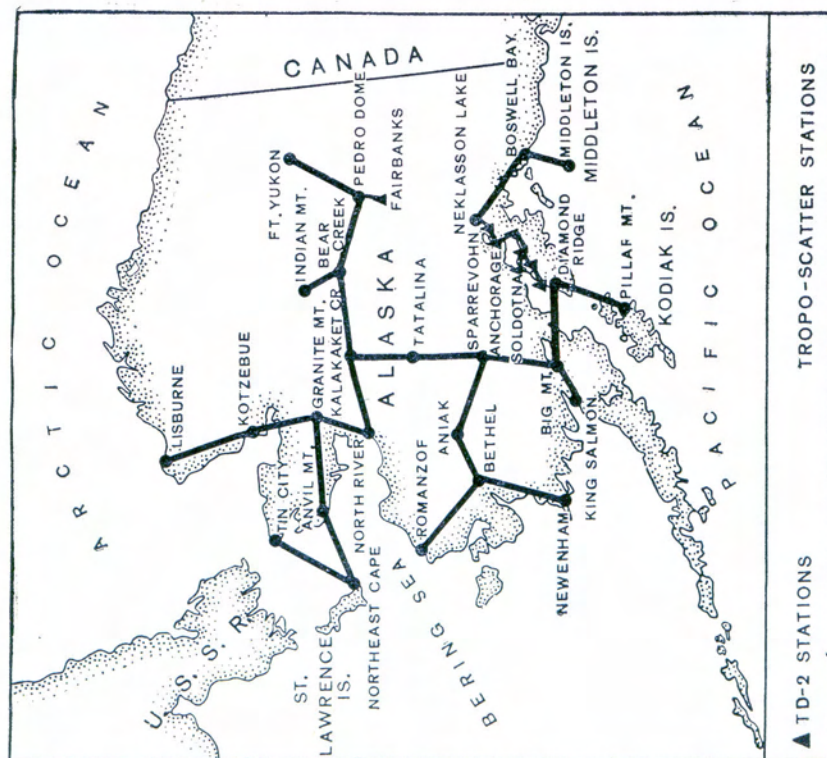 ARCTIC OCEAN
CANADA
FT. YUKON
PEDRO DOME
INDIAN MT.
BEAR
CREEK
FAIRBANKS
LISBURNE
KOTZEBUE
GRANITE MT.
KALAKAKET CR.
ALASKA
TATALINA
TIN CITY
ANVIL MT.
NORTH RIVER
NORTHEAST CAPE
ST.
LAWRENCE
IS.
U.S.S.R.
BERING SEA
ROMANZOF
ANIAK
BETHEL
NEWENHAM
SPARREVOHN
ANCHORAGE
SOLDOTNA
NEKLASSON LAKE
BOSWELL BAY
MIDDLETON IS.
MIDDLETON IS.
DIAMOND
RIDGE
BIG MT.
KING SALMON
PILLAF MT.
KODIAK IS.
PACIFIC OCEAN
▲ TD-2 STATIONS
TROPO-SCATTER STATIONS